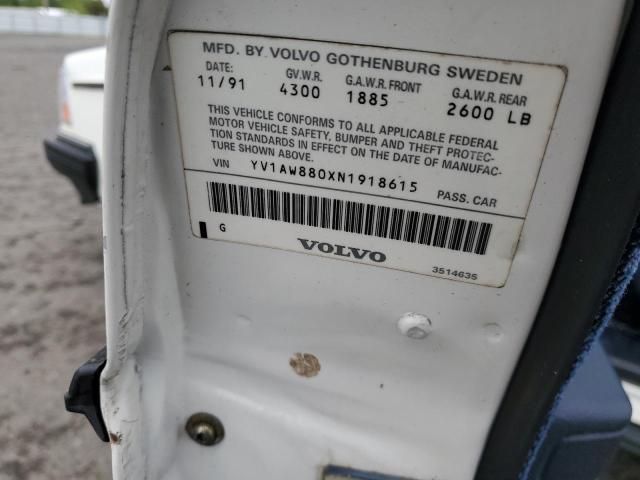 MFD. BY. VOLVO GOTHENBURG SWEDEN
DATE: G.V.W.R. G.A.W.R. FRONT G.A.W.R. REAR
11/91 4300 1885 2600 LB
THIS VEHICLE CONFORMS TO ALL APPLICABLE FEDERAL
MOTOR VEHICLE SAFETY, BUMPER AND THEFT PROTEC-
TION STANDARDS IN EFFECT ON THE DATE OF MANUFAC-
TURE SHOWN ABOVE.
VIN YV1AW880XN1918615 PASS. CAR
G
VOLVO
3514635